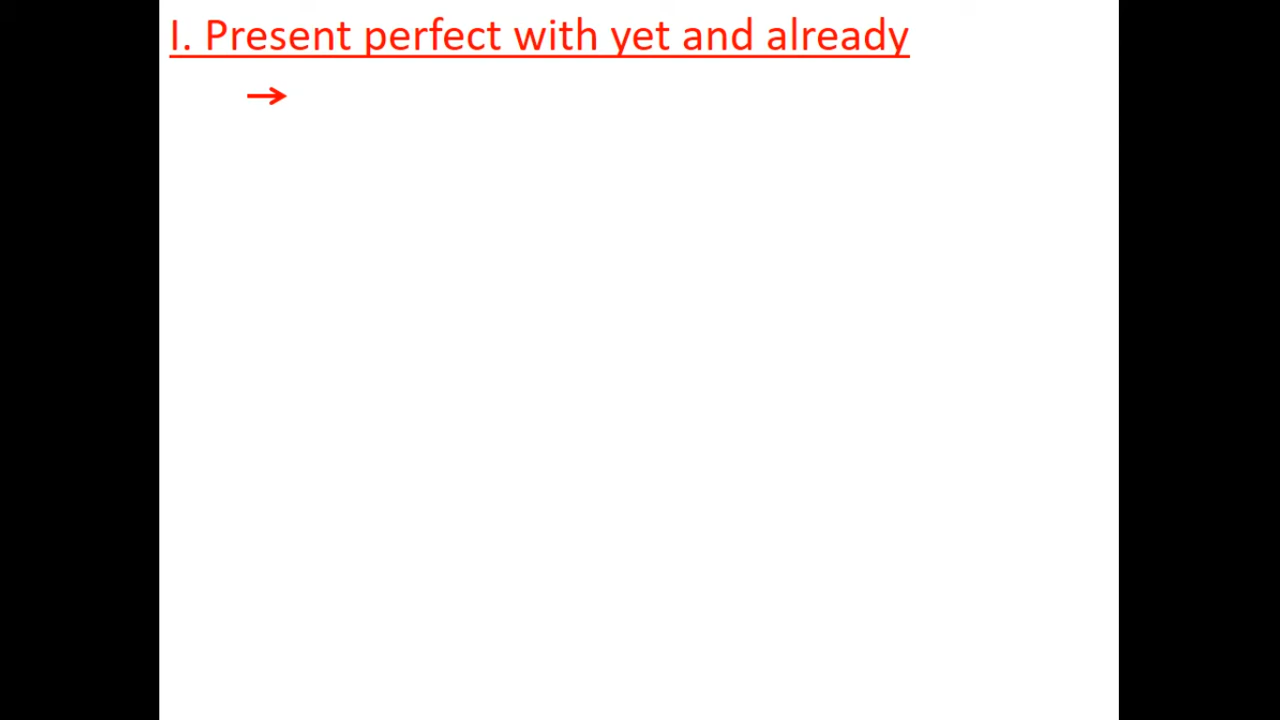 I. Present perfect with yet and already
→